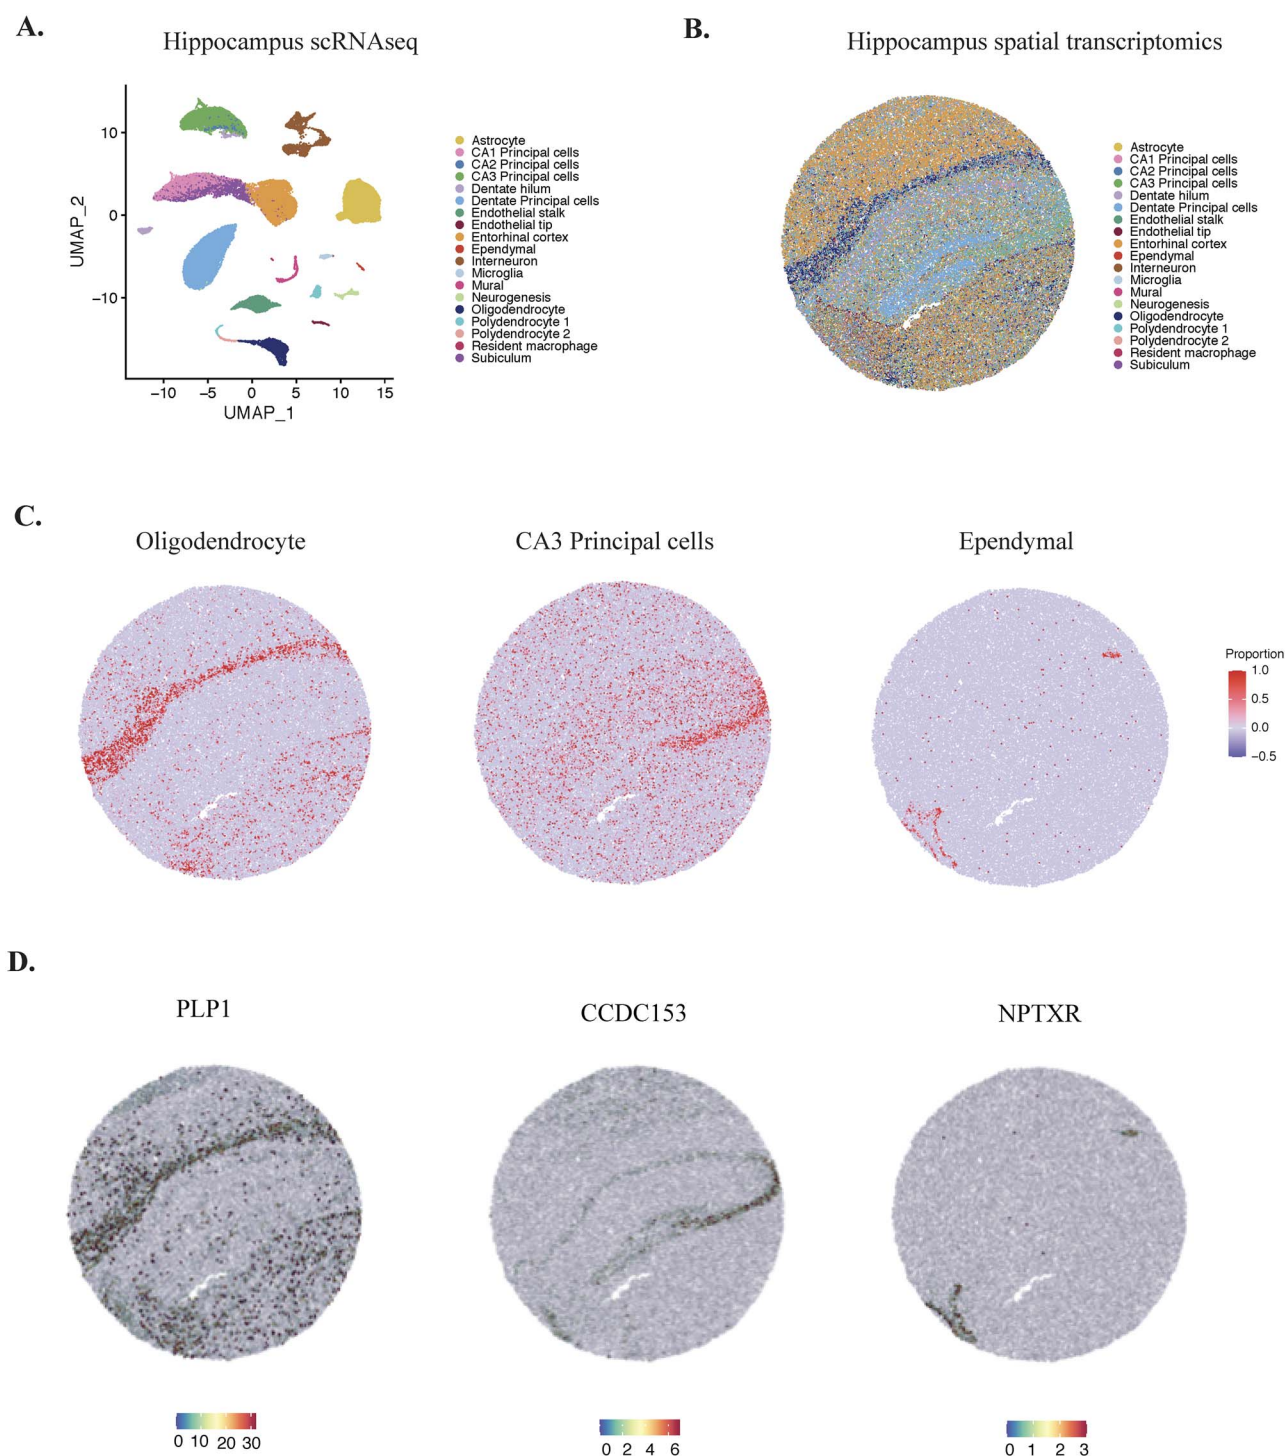 A.
Hippocampus scRNAseq
UMAP_2
10
0
−10
−10
−5
0
5
10
15
UMAP_1
Astrocyte
CA1 Principal cells
CA2 Principal cells
CA3 Principal cells
Dentate hilum
Dentate Principal cells
Endothelial stalk
Endothelial tip
Entorhinal cortex
Ependymal
Interneuron
Microglia
Mural
Neurogenesis
Oligodendrocyte
Polydendrocyte 1
Polydendrocyte 2
Resident macrophage
Subiculum
B.
Hippocampus spatial transcriptomics
Astrocyte
CA1 Principal cells
CA2 Principal cells
CA3 Principal cells
Dentate hilum
Dentate Principal cells
Endothelial stalk
Endothelial tip
Entorhinal cortex
Ependymal
Interneuron
Microglia
Mural
Neurogenesis
Oligodendrocyte
Polydendrocyte 1
Polydendrocyte 2
Resident macrophage
Subiculum
C.
Oligodendrocyte
CA3 Principal cells
Ependymal
Proportion
1.0
0.5
0.0
−0.5
D.
PLP1
CCDC153
NPTXR
0 10 20 30
0 2 4 6
0 1 2 3